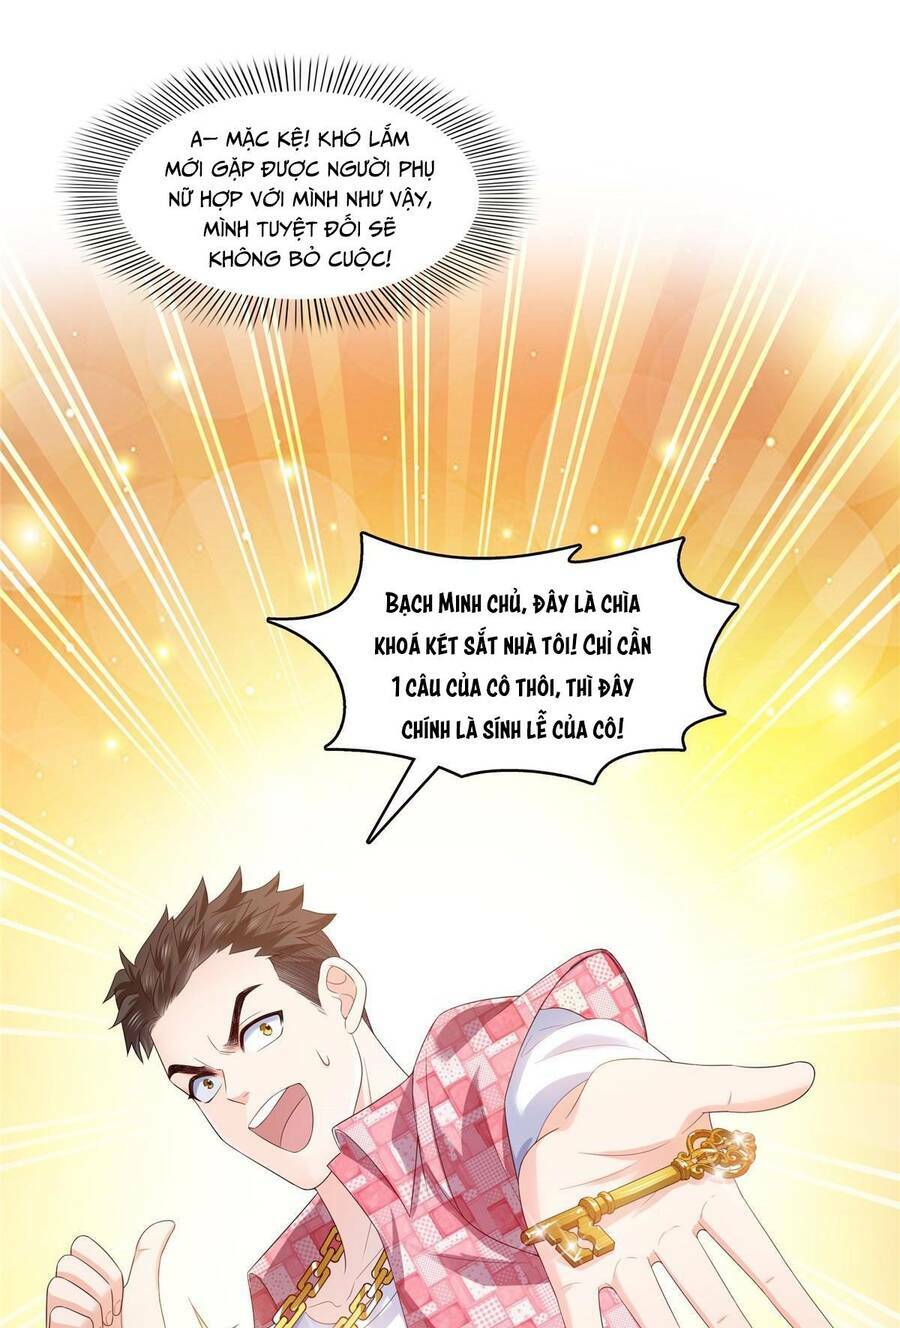 A- MẶC KỆ! KHÓ LẮM
MỚI GẶP ĐƯỢC NGƯỜI PHỤ
NỮ HỢP VỚI MÌNH NHƯ VẬY,
MÌNH TUYỆT ĐỐI SẼ
KHÔNG BỎ CUỘC!
BẠCH MINH CHỦ, ĐÂY LÀ CHÌA
KHOÁ KÉT SẮT NHÀ TÔI! CHỈ CẦN
1 CÂU CỦA CÔ THÔI, THÌ ĐÂY
CHÍNH LÀ SÍNH LỄ CỦA CÔ!